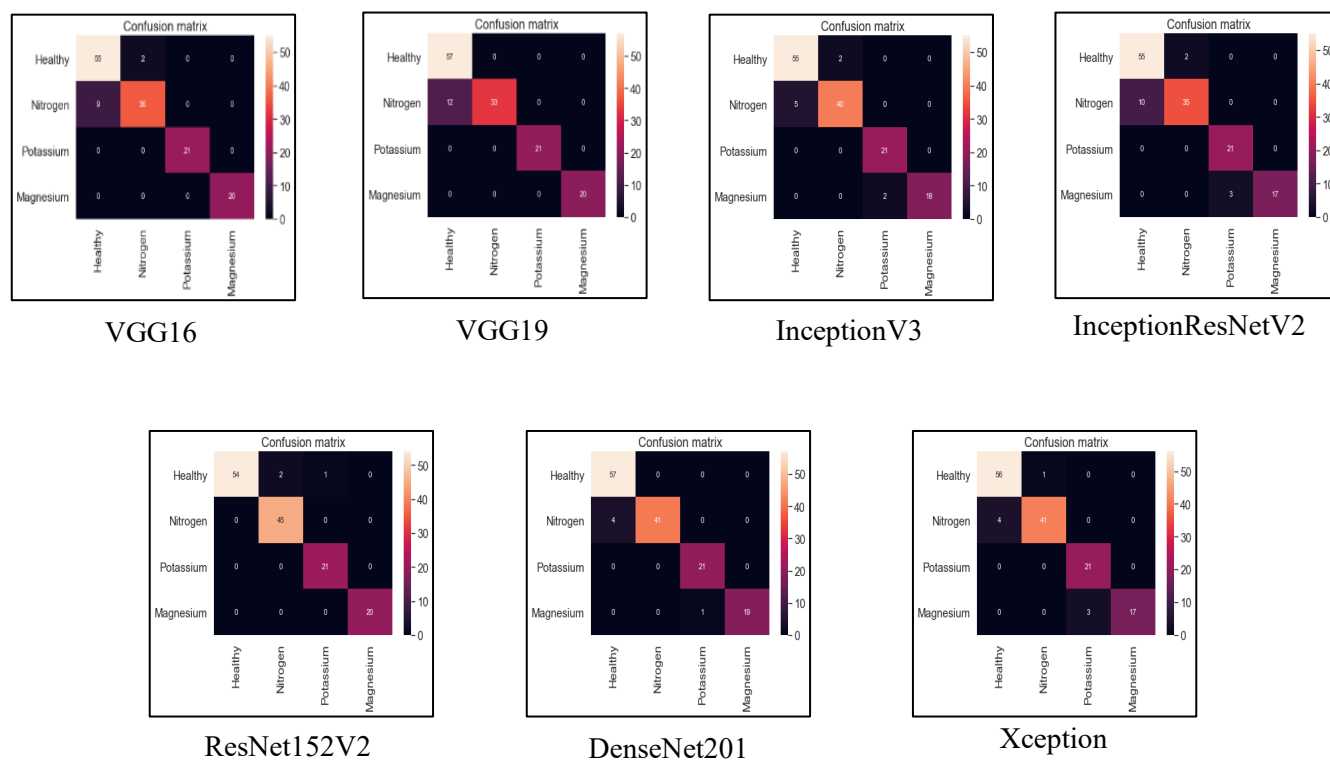 Confusion matrix
Healthy 55 2 0 0
Nitrogen 9 36 0 0
Potassium 0 0 21 0
Magnesium 0 0 0 20
Healthy
Nitrogen
Potassium
Magnesium
50
40
30
20
10
0
VGG16
Confusion matrix
Healthy 57 0 0 0
Nitrogen 12 33 0 0
Potassium 0 0 21 0
Magnesium 0 0 0 20
Healthy
Nitrogen
Potassium
Magnesium
50
40
30
20
10
0
VGG19
Confusion matrix
Healthy 55 2 0 0
Nitrogen 5 40 0 0
Potassium 0 0 21 0
Magnesium 0 0 2 18
Healthy
Nitrogen
Potassium
Magnesium
50
40
30
20
10
0
InceptionV3
Confusion matrix
Healthy 55 2 0 0
Nitrogen 10 35 0 0
Potassium 0 0 21 0
Magnesium 0 0 3 17
Healthy
Nitrogen
Potassium
Magnesium
50
40
30
20
10
0
InceptionResNetV2
Confusion matrix
Healthy 54 2 1 0
Nitrogen 0 45 0 0
Potassium 0 0 21 0
Magnesium 0 0 0 20
Healthy
Nitrogen
Potassium
Magnesium
50
40
30
20
10
0
ResNet152V2
Confusion matrix
Healthy 57 0 0 0
Nitrogen 4 41 0 0
Potassium 0 0 21 0
Magnesium 0 0 1 19
Healthy
Nitrogen
Potassium
Magnesium
50
40
30
20
10
0
DenseNet201
Confusion matrix
Healthy 56 1 0 0
Nitrogen 4 41 0 0
Potassium 0 0 21 0
Magnesium 0 0 3 17
Healthy
Nitrogen
Potassium
Magnesium
50
40
30
20
10
0
Xception